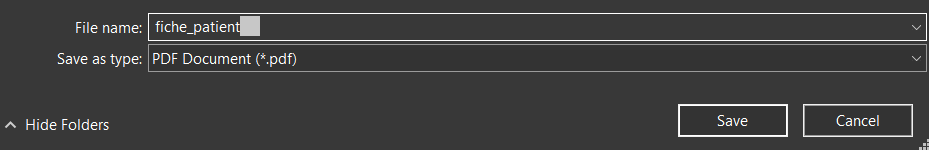 File name: fiche_patient
Save as type: PDF Document (*.pdf)
Hide Folders Save Cancel